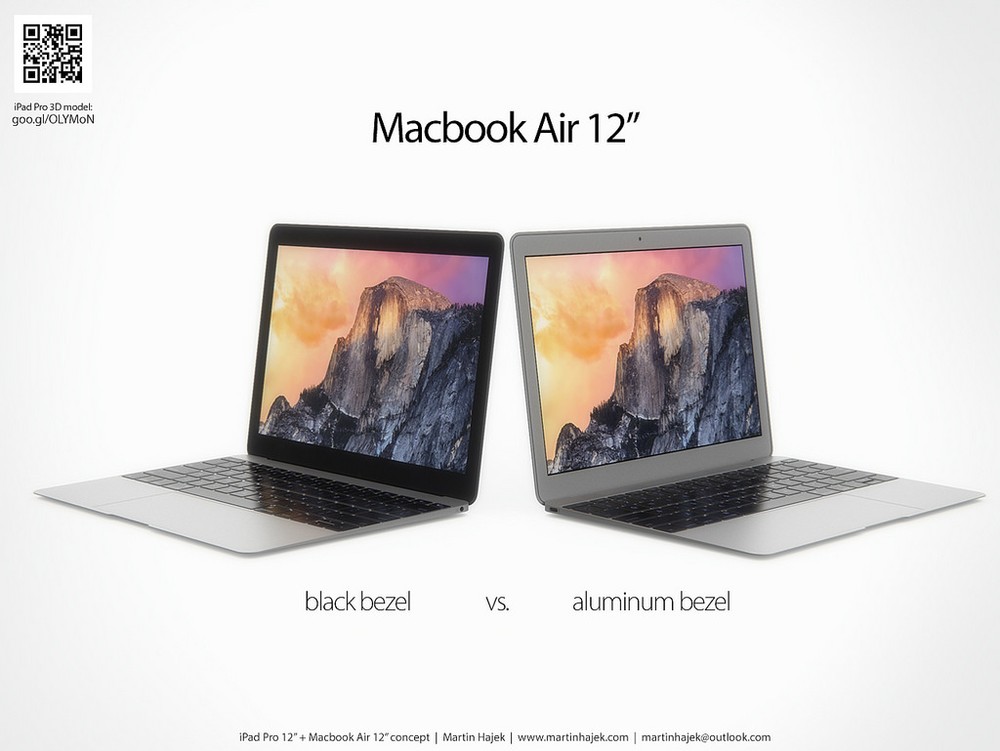 iPad Pro 3D model:
goo.gl/OLYMoN
Macbook Air 12”
black bezel vs. aluminum bezel
iPad Pro 12” + Macbook Air 12” concept | Martin Hajek | www.martinhajek.com | martinhajek@outlook.com